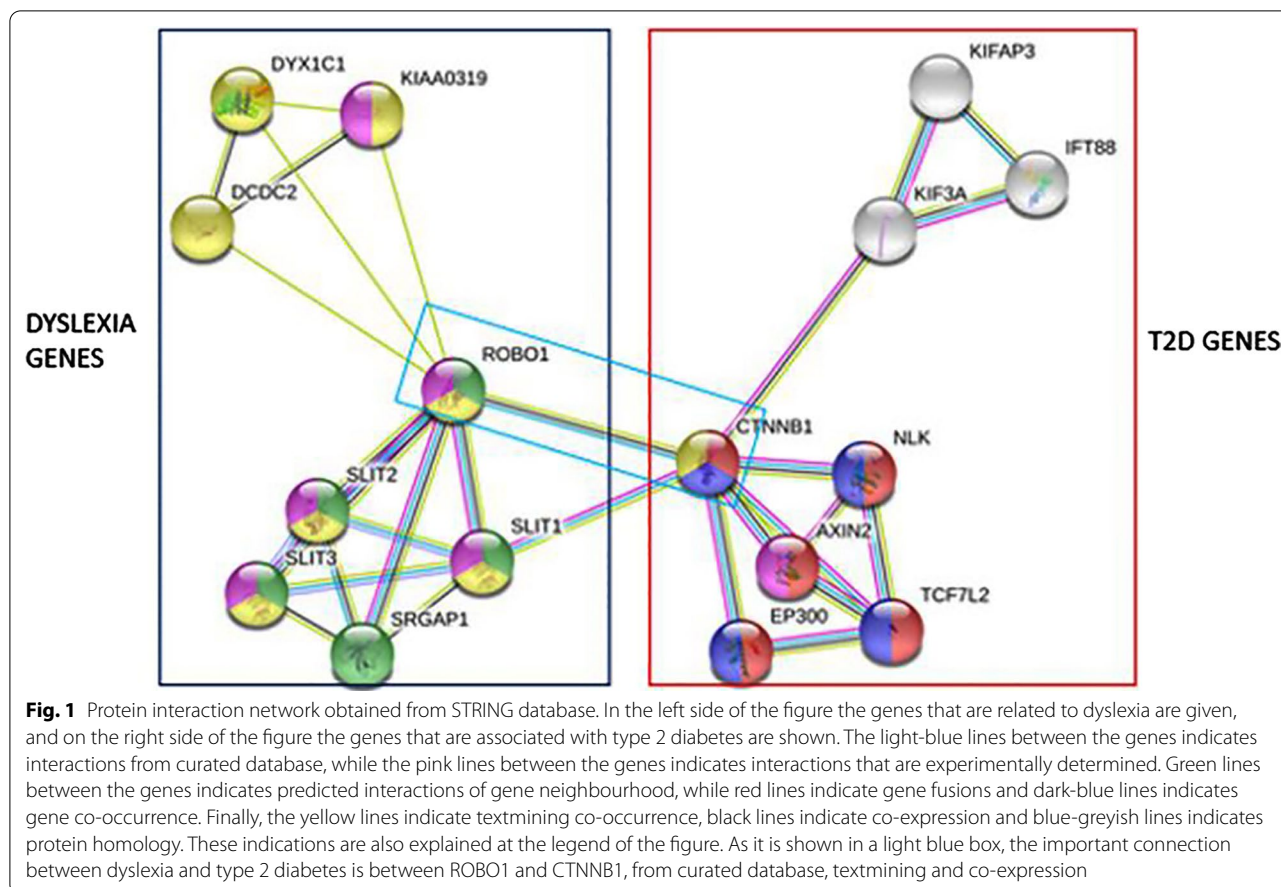 DYX1C1
KIAA0319
DCDC2
KIFAP3
IFT88
KIF3A
DYSLEXIA
GENES
T2D GENES
ROBO1
CTNNB1
NLK
SLIT2
SLIT1
AXIN2
SLIT3
SRGAP1
EP300
TCF7L2
Fig. 1 Protein interaction network obtained from STRING database. In the left side of the figure the genes that are related to dyslexia are given,
and on the right side of the figure the genes that are associated with type 2 diabetes are shown. The light-blue lines between the genes indicates
interactions from curated database, while the pink lines between the genes indicates interactions that are experimentally determined. Green lines
between the genes indicates predicted interactions of gene neighbourhood, while red lines indicate gene fusions and dark-blue lines indicates
gene co-occurrence. Finally, the yellow lines indicate textmining co-occurrence, black lines indicate co-expression and blue-greyish lines indicates
protein homology. These indications are also explained at the legend of the figure. As it is shown in a light blue box, the important connection
between dyslexia and type 2 diabetes is between ROBO1 and CTNNB1, from curated database, textmining and co-expression